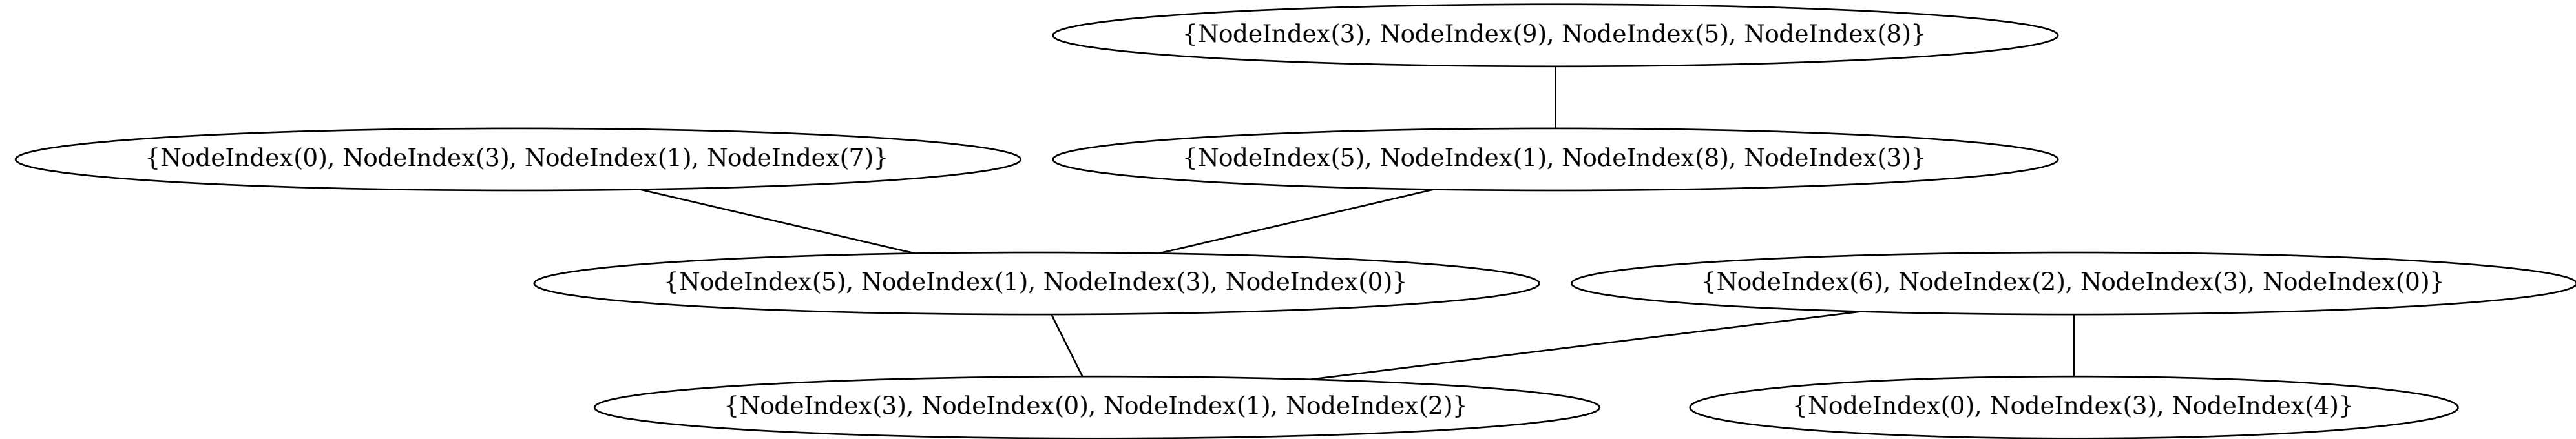 {NodeIndex(3), NodeIndex(9), NodeIndex(5), NodeIndex(8)}
{NodeIndex(0), NodeIndex(3), NodeIndex(1), NodeIndex(7)}
{NodeIndex(5), NodeIndex(1), NodeIndex(8), NodeIndex(3)}
{NodeIndex(5), NodeIndex(1), NodeIndex(3), NodeIndex(0)}
{NodeIndex(6), NodeIndex(2), NodeIndex(3), NodeIndex(0)}
{NodeIndex(3), NodeIndex(0), NodeIndex(1), NodeIndex(2)}
{NodeIndex(0), NodeIndex(3), NodeIndex(4)}